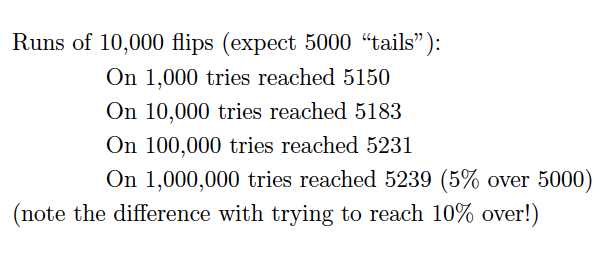 Runs of 10,000 flips (expect 5000 “tails”):
On 1,000 tries reached 5150
On 10,000 tries reached 5183
On 100,000 tries reached 5231
On 1,000,000 tries reached 5239 (5% over 5000)
(note the difference with trying to reach 10% over!)